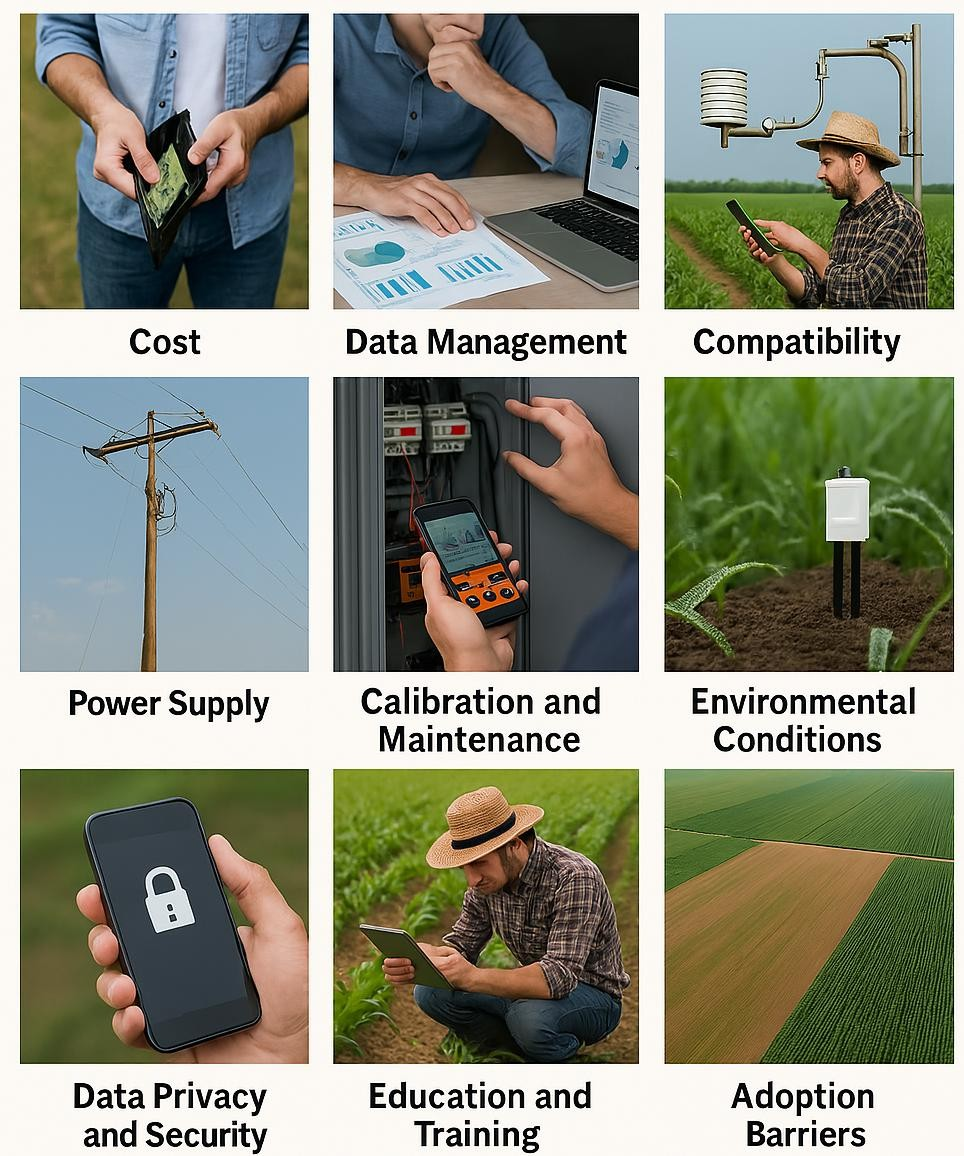 Cost
Data Management
Compatibility
Power Supply
Calibration and
Maintenance
Environmental
Conditions
Data Privacy
and Security
Education and
Training
Adoption
Barriers